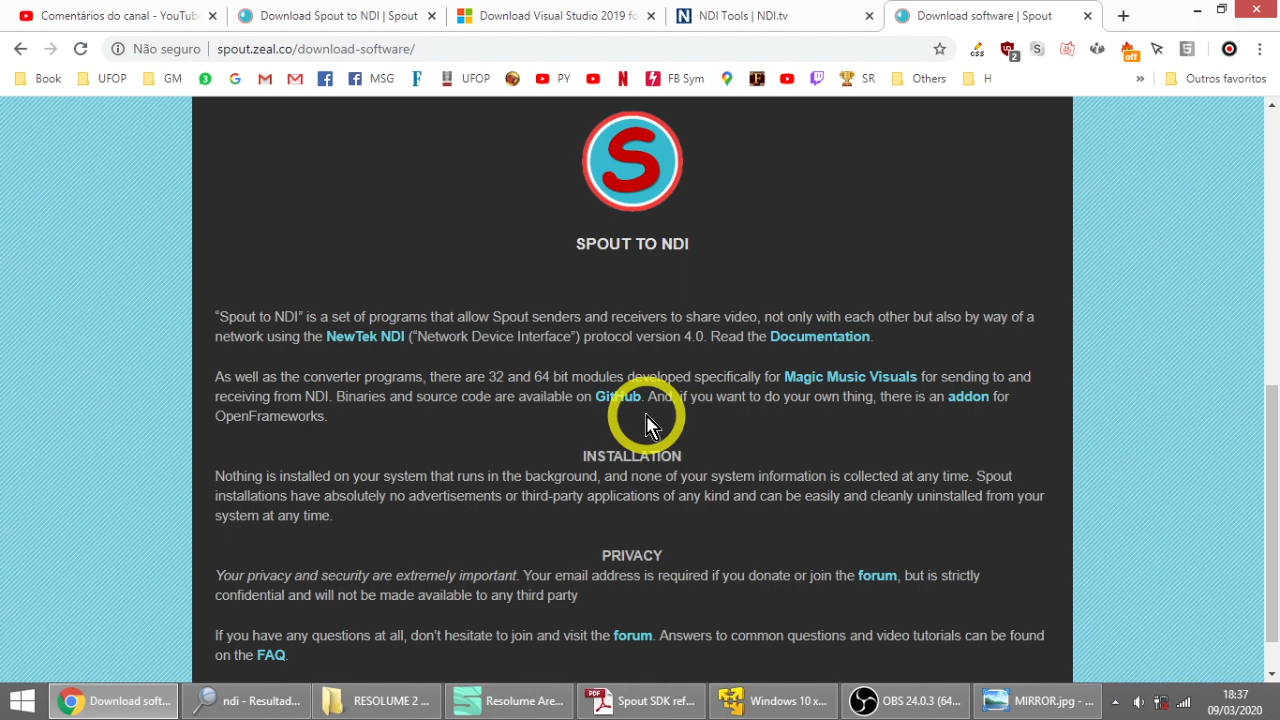 Comentários do canal - YouTub
Download Spout to NDI | Spout
Download Visual Studio 2019 fo
NDI Tools | NDI.tv
Download software | Spout
Não seguro
spout.zeal.co/download-software/
css
2
off
Book
UFOP
GM
3
MSG
UFOP
PY
FB Sym
SR
Others
H
»
Outros favoritos
S
SPOUT TO NDI
“Spout to NDI” is a set of programs that allow Spout senders and receivers to share video, not only with each other but also by way of a
network using the NewTek NDI (“Network Device Interface”) protocol version 4.0. Read the Documentation.
As well as the converter programs, there are 32 and 64 bit modules developed specifically for Magic Music Visuals for sending to and
receiving from NDI. Binaries and source code are available on GitHub. And, if you want to do your own thing, there is an addon for
OpenFrameworks.
INSTALLATION
Nothing is installed on your system that runs in the background, and none of your system information is collected at any time. Spout
installations have absolutely no advertisements or third-party applications of any kind and can be easily and cleanly uninstalled from your
system at any time.
PRIVACY
Your privacy and security are extremely important. Your email address is required if you donate or join the forum, but is strictly
confidential and will not be made available to any third party
If you have any questions at all, don’t hesitate to join and visit the forum. Answers to common questions and video tutorials can be found
on the FAQ.
Download soft...
ndi - Resultad...
RESOLUME 2 ...
Resolume Are...
PDF
Spout SDK ref...
Windows 10 x...
OBS 24.0.3 (64...
MIRROR.jpg - ...
18:37
09/03/2020